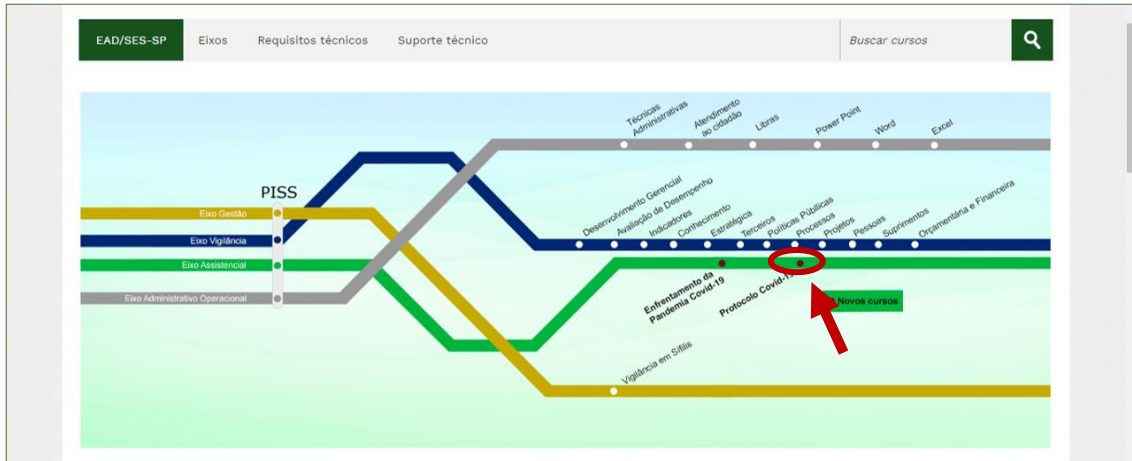 EAD/SES-SP
Eixos
Requisitos técnicos
Suporte técnico
Buscar cursos
Técnicas
Administrativas
Atendimento
ao cidadão
Libras
Power Point
Word
Excel
PISS
Eixo Gestão
Eixo Vigilância
Eixo Assistencial
Eixo Administrativo Operacional
Desenvolvimento Gerencial
Avaliação de Desempenho
Indicadores
Conhecimento
Estratégica
Terceiros
Políticas Públicas
Processos
Projetos
Pessoas
Suprimentos
Orçamentária e Financeira
Enfrentamento da
Pandemia Covid-19
Protocolo Covid-19
Novos cursos
Vigilância em Sífilis